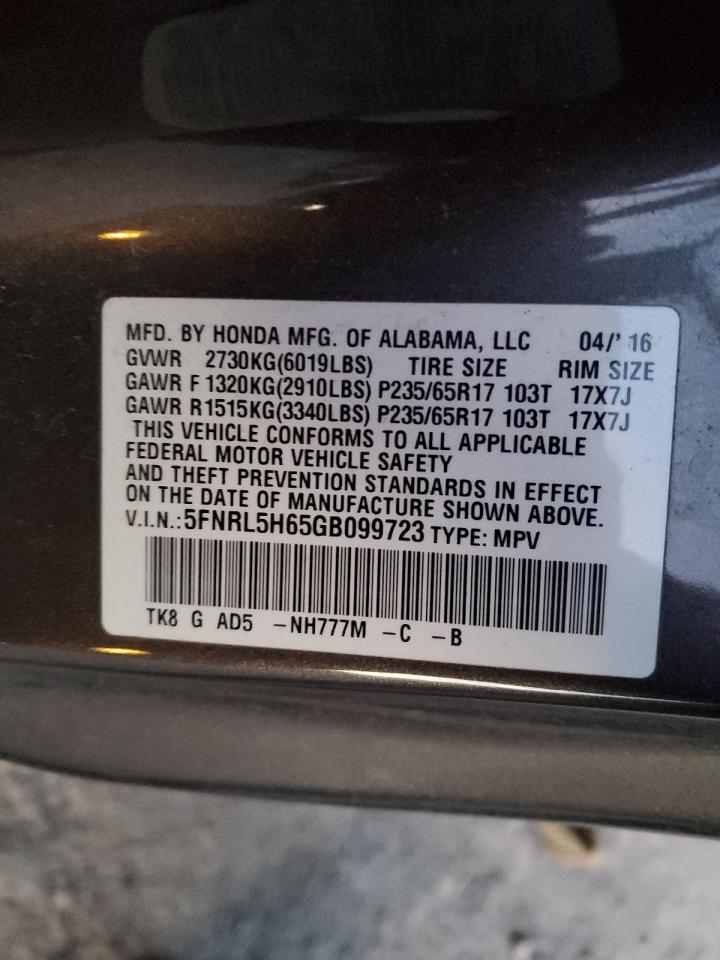 MFD. BY HONDA MFG. OF ALABAMA, LLC 04/' 16
GVWR 2730KG(6019LBS) TIRE SIZE RIM SIZE
GAWR F 1320KG(2910LBS) P235/65R17 103T 17X7J
GAWR R1515KG(3340LBS) P235/65R17 103T 17X7J
THIS VEHICLE CONFORMS TO ALL APPLICABLE
FEDERAL MOTOR VEHICLE SAFETY
AND THEFT PREVENTION STANDARDS IN EFFECT
ON THE DATE OF MANUFACTURE SHOWN ABOVE.
V.I.N.:5FNRL5H65GB099723 TYPE: MPV
TK8 G AD5 -NH777M -C -B